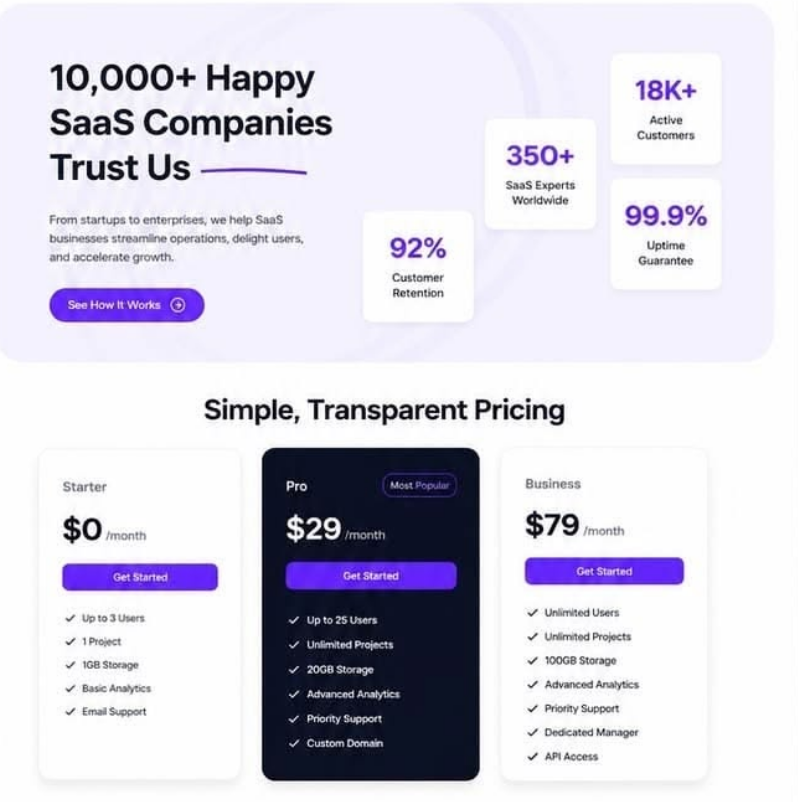 10,000+ Happy
SaaS Companies
Trust Us
From startups to enterprises, we help SaaS
businesses streamline operations, delight users,
and accelerate growth.
See How It Works
92%
Customer
Retention
350+
SaaS Experts
Worldwide
18K+
Active
Customers
99.9%
Uptime
Guarantee
Simple, Transparent Pricing
Starter
$0 /month
Get Started
Up to 3 Users
1 Project
1GB Storage
Basic Analytics
Email Support
Pro
Most Popular
$29 /month
Get Started
Up to 25 Users
Unlimited Projects
20GB Storage
Advanced Analytics
Priority Support
Custom Domain
Business
$79 /month
Get Started
Unlimited Users
Unlimited Projects
100GB Storage
Advanced Analytics
Priority Support
Dedicated Manager
API Access